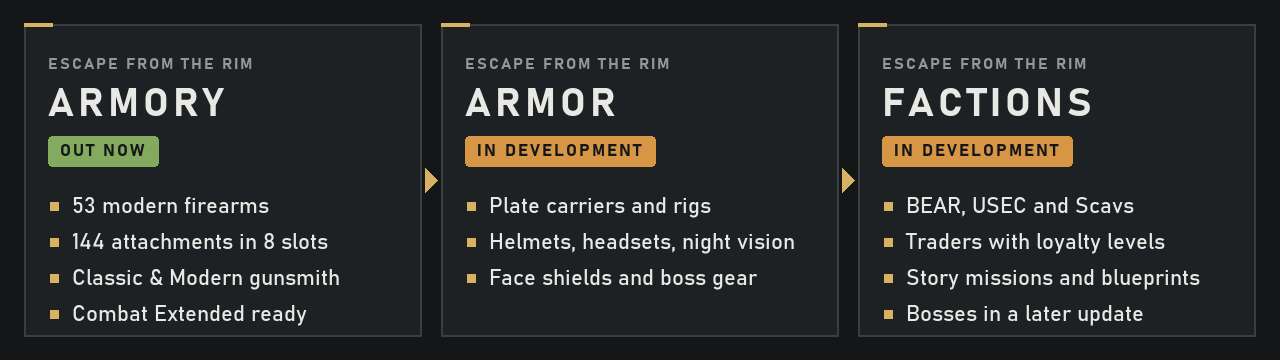 ESCAPE FROM THE RIM
ARMORY
OUT NOW
53 modern firearms
144 attachments in 8 slots
Classic & Modern gunsmith
Combat Extended ready
ESCAPE FROM THE RIM
ARMOR
IN DEVELOPMENT
Plate carriers and rigs
Helmets, headsets, night vision
Face shields and boss gear
ESCAPE FROM THE RIM
FACTIONS
IN DEVELOPMENT
BEAR, USEC and Scavs
Traders with loyalty levels
Story missions and blueprints
Bosses in a later update